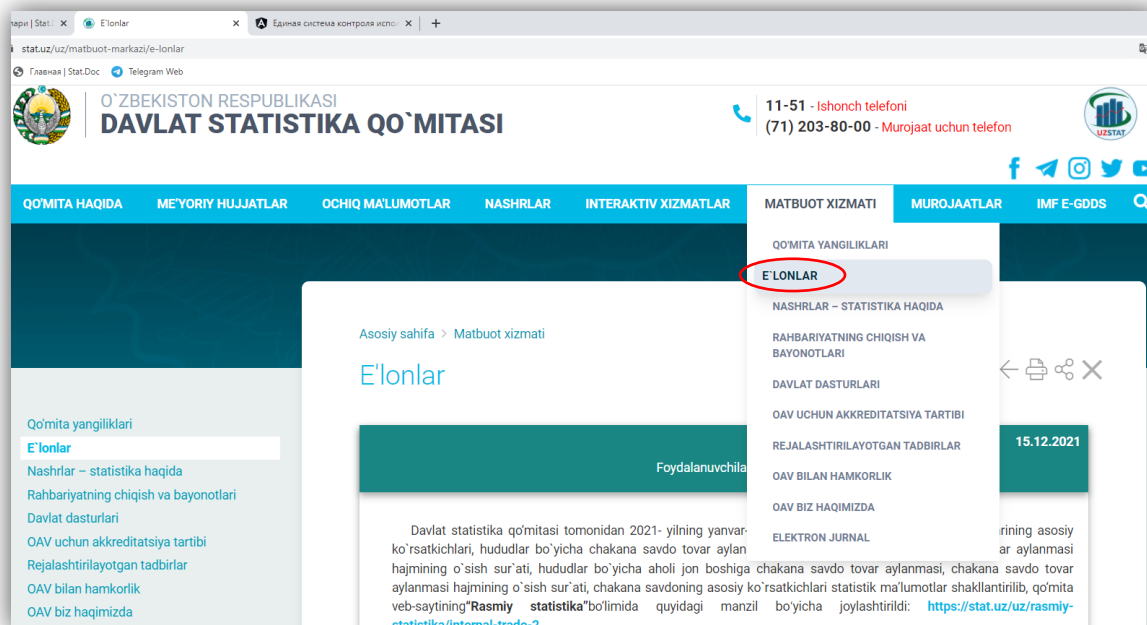 пари | Stat.
E'lonlar
Единая система контроля испо
stat.uz/uz/matbuot-markazi/e-lonlar
Главная | Stat.Doc
Telegram Web
O`ZBEKISTON RESPUBLIKASI
DAVLAT STATISTIKA QO`MITASI
11-51 - Ishonch telefoni
(71) 203-80-00 - Murojaat uchun telefon
UZSTAT
QO'MITA HAQIDA
ME'YORIY HUJJATLAR
OCHIQ MA'LUMOTLAR
NASHRLAR
INTERAKTIV XIZMATLAR
MATBUOT XIZMATI
MUROJAATLAR
IMF E-GDDS
QO'MITA YANGILIKLARI
E`LONLAR
NASHRLAR – STATISTIKA HAQIDA
RAHBARIYATNING CHIQISH VA
BAYONOTLARI
DAVLAT DASTURLARI
OAV UCHUN AKKREDITATSIYA TARTIBI
REJALASHTIRILAYOTGAN TADBIRLAR
OAV BILAN HAMKORLIK
OAV BIZ HAQIMIZDA
ELEKTRON JURNAL
Asosiy sahifa > Matbuot xizmati
E'lonlar
Qo'mita yangiliklari
E`lonlar
Nashrlar – statistika haqida
Rahbariyatning chiqish va bayonotlari
Davlat dasturlari
OAV uchun akkreditatsiya tartibi
Rejalashtirilayotgan tadbirlar
OAV bilan hamkorlik
OAV biz haqimizda
15.12.2021
Foydalanuvchila
Davlat statistika qo'mitasi tomonidan 2021- yilning yanvar- rining asosiy
ko`rsatkichlari, hududlar bo`yicha chakana savdo tovar aylan ar aylanmasi
hajmining o`sish sur`ati, hududlar bo`yicha aholi jon boshiga chakana savdo tovar aylanmasi, chakana savdo tovar
aylanmasi hajmining o`sish sur`ati, chakana savdoning asosiy ko`rsatkichlari statistik ma'lumotlar shakllantirilib, qo'mita
veb-saytining"Rasmiy statistika"bo'limida quyidagi manzil bo'yicha joylashtirildi: https://stat.uz/uz/rasmiy-
statistika/internal-trade-2